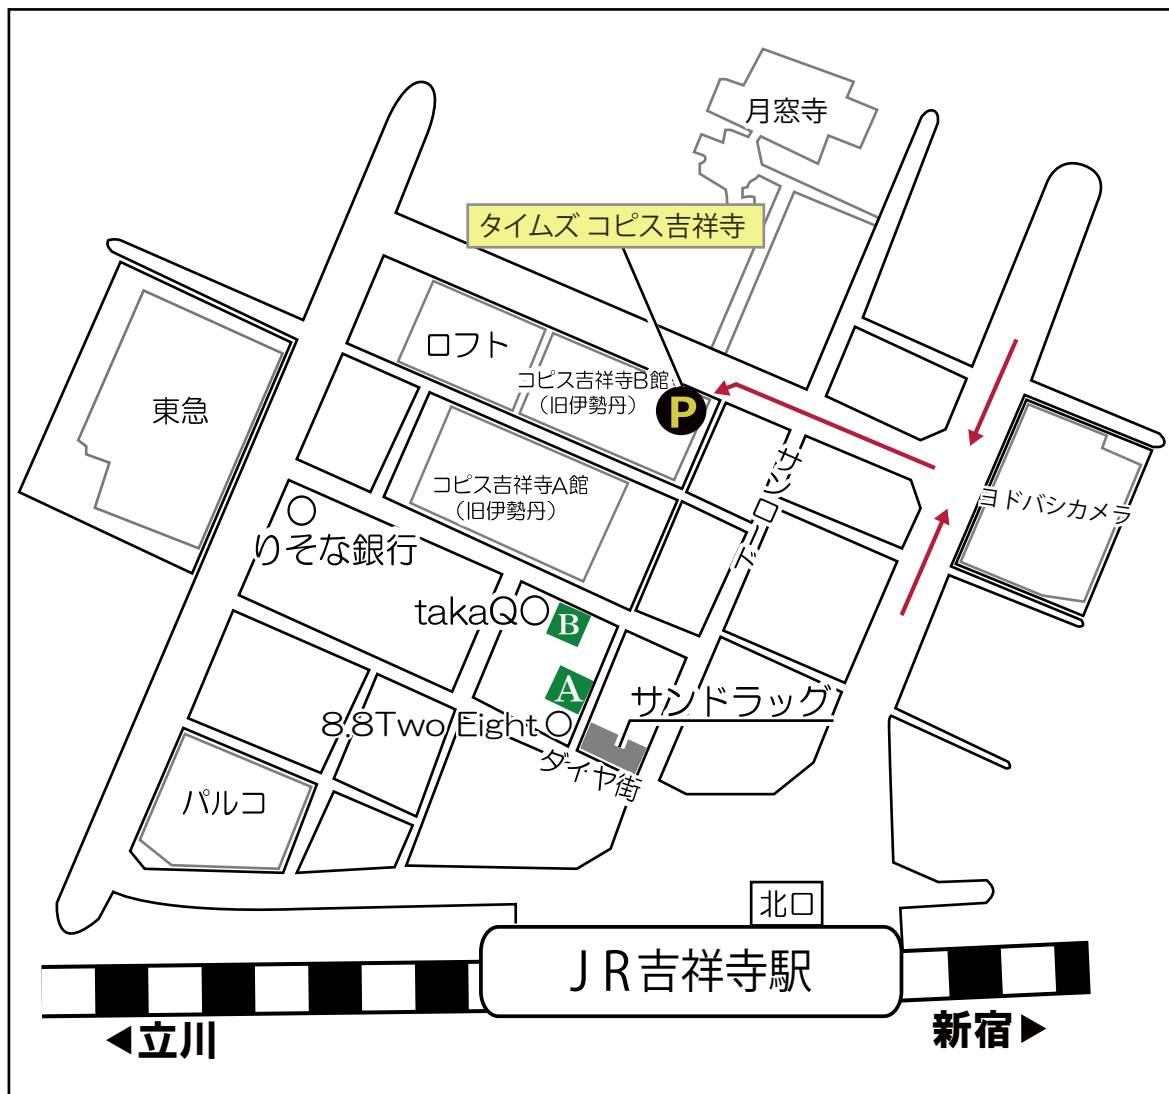 月窓寺
タイムズ コピス吉祥寺
ロフト
コピス吉祥寺B館
(旧伊勢丹)
P
東急
サンロード
コピス吉祥寺A館
(旧伊勢丹)
ヨドバシカメラ
りそな銀行
takaQ
B
A
サンドラッグ
8.8Two Eight
ダイヤ街
パルコ
北口
JR吉祥寺駅
◀立川
新宿▶